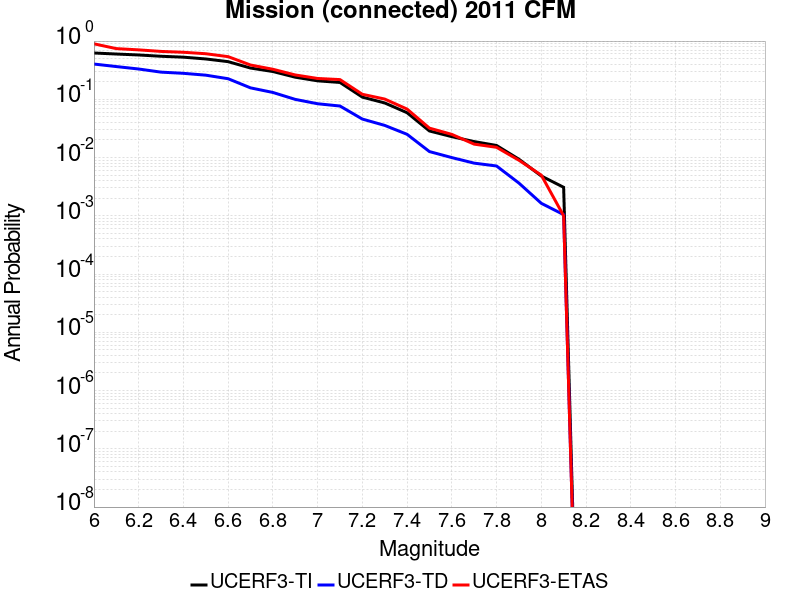 Mission (connected) 2011 CFM
10^0
10^-1
10^-2
10^-3
10^-4
10^-5
10^-6
10^-7
10^-8
Annual Probability
6 6.2 6.4 6.6 6.8 7 7.2 7.4 7.6 7.8 8 8.2 8.4 8.6 8.8 9
Magnitude
UCERF3-TI UCERF3-TD UCERF3-ETAS